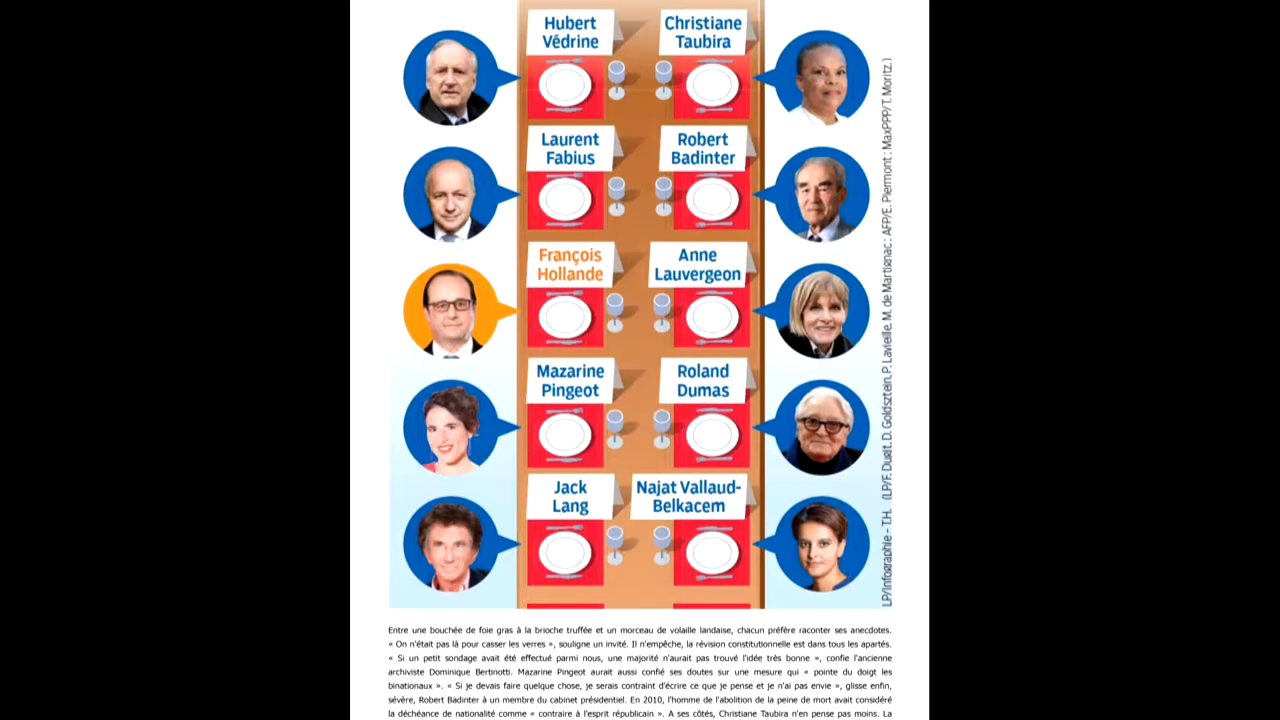 Hubert
Védrine
Christiane
Taubira
Laurent
Fabius
Robert
Badinter
François
Hollande
Anne
Lauvergeon
Mazarine
Pingeot
Roland
Dumas
Jack
Lang
Najat Vallaud-
Belkacem
LP/Infographie - T.H. (LP/F. Dugit, D. Goldsztein, P. Lavieille, M. de Martignac ; AFP/E. Piermont ; MaxPPP/T. Moritz.)
Entre une bouchée de foie gras à la brioche truffée et un morceau de volaille landaise, chacun préfère raconter ses anecdotes.
« On n'était pas là pour casser les verres », souligne un invité. Il n'empêche, la révision constitutionnelle est dans tous les apartés.
« Si un petit sondage avait été effectué parmi nous, une majorité n'aurait pas trouvé l'idée très bonne », confie l'ancienne
archiviste Dominique Bertinotti. Mazarine Pingeot aurait aussi confié ses doutes sur une mesure qui « pointe du doigt les
binationaux ». « Si je devais faire quelque chose, je serais contraint d'écrire ce que je pense et je n'ai pas envie », glisse enfin,
sévère, Robert Badinter à un membre du cabinet présidentiel. En 2010, l'homme de l'abolition de la peine de mort avait considéré
la déchéance de nationalité comme « contraire à l'esprit républicain ». A ses côtés, Christiane Taubira n'en pense pas moins. La